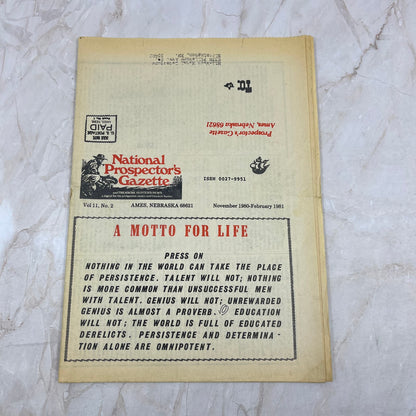 Prospector's Gazette
Ames, Nebraska 68621
U. S. POSTAGE
PAID
National
Prospector's
Gazette
ISSN 0027-9951
Vol 11, No. 2 AMES, NEBRASKA 68621 November 1980-February 1981
A MOTTO FOR LIFE
PRESS ON
NOTHING IN THE WORLD CAN TAKE THE PLACE
OF PERSISTENCE. TALENT WILL NOT; NOTHING
IS MORE COMMON THAN UNSUCCESSFUL MEN
WITH TALENT. GENIUS WILL NOT; UNREWARDED
GENIUS IS ALMOST A PROVERB. EDUCATION
WILL NOT; THE WORLD IS FULL OF EDUCATED
DERELICTS. PERSISTENCE AND DETERMINA-
TION ALONE ARE OMNIPOTENT.